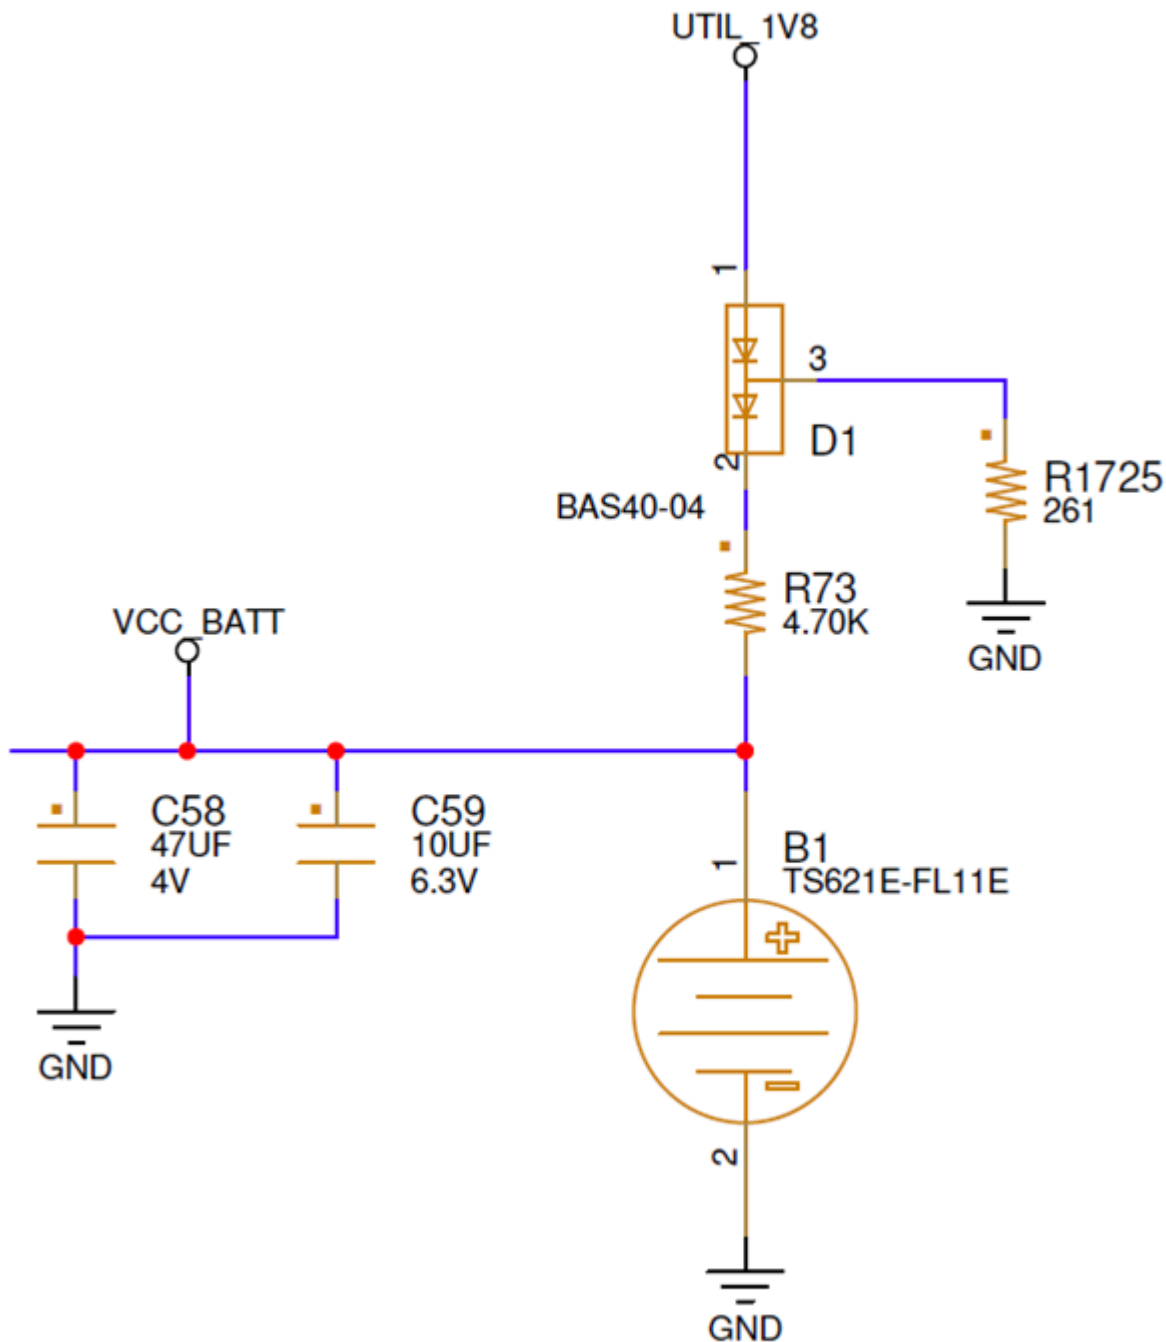 UTIL_1V8
1
3
D1
2
BAS40-04
R1725
261
GND
R73
4.70K
VCC_BATT
C58
47UF
4V
C59
10UF
6.3V
GND
1
B1
TS621E-FL11E
2
GND